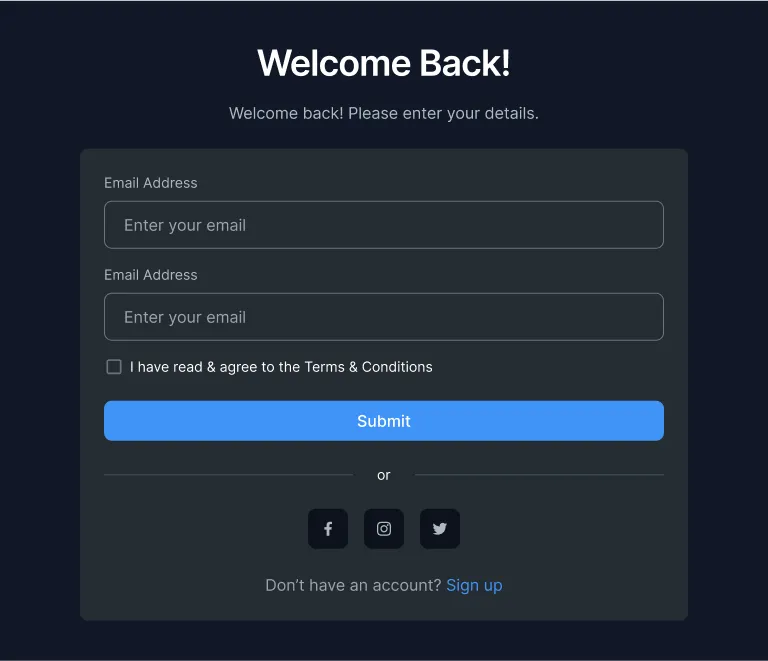 Welcome Back!
Welcome back! Please enter your details.
Email Address
Enter your email
Email Address
Enter your email
I have read & agree to the Terms & Conditions
Submit
or
Don’t have an account? Sign up